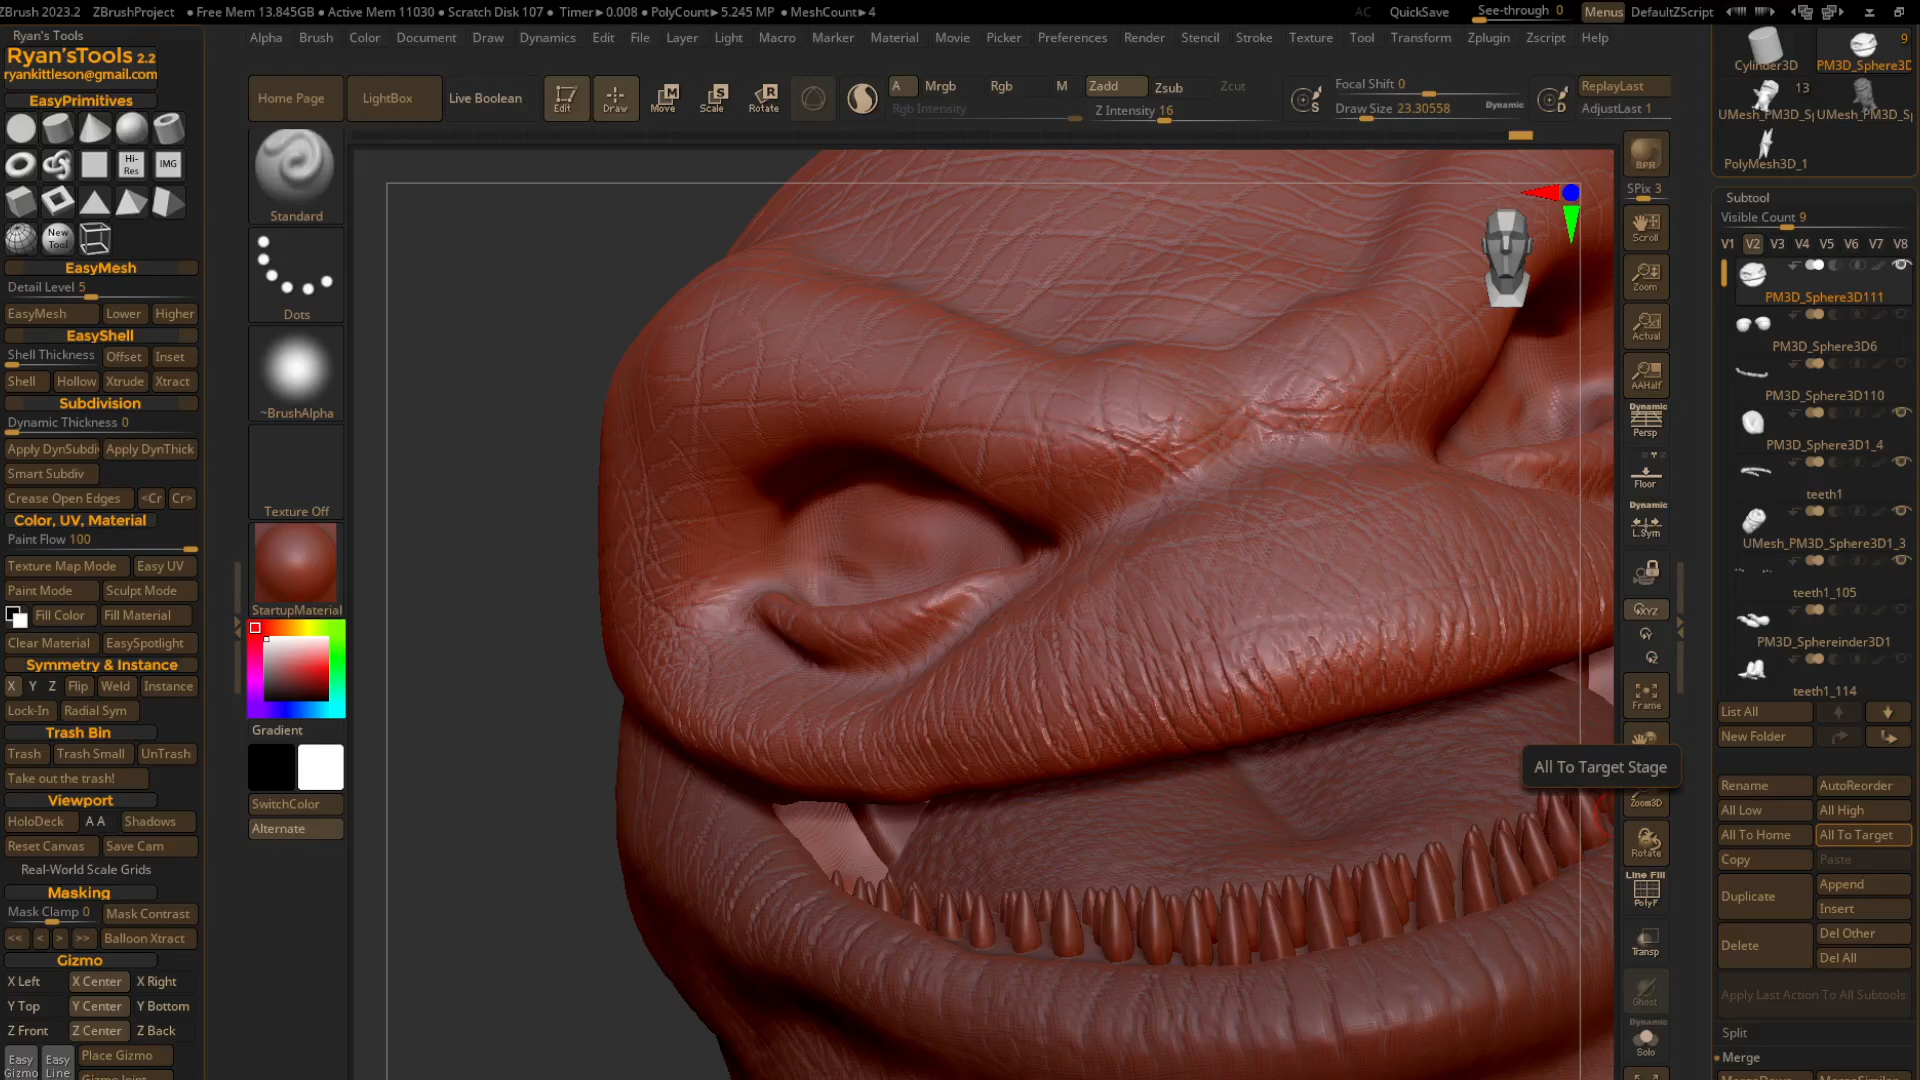 ZBrush 2023.2 ZBrushProject ● Free Mem 13.845GB ● Active Mem 11030 ● Scratch Disk 107 ● Timer▸0.008 ● PolyCount▸5.245 MP ● MeshCount▸4 AC QuickSave See-through 0 Menus DefaultZScript
Alpha Brush Color Document Draw Dynamics Edit File Layer Light Macro Marker Material Movie Picker Preferences Render Stencil Stroke Texture Tool Transform Zplugin Zscript Help
Home Page LightBox Live Boolean Edit Draw Move Scale Rotate A Mrgb Rgb M Zadd Zsub Zcut
Rgb Intensity Z Intensity 16
Focal Shift 0
Draw Size 23.30558 Dynamic
ReplayLast
AdjustLast 1
Ryan's Tools
Ryan'sTools 2.2
ryankittleson@gmail.com
EasyPrimitives
Hi-Res IMG
New Tool
EasyMesh
Detail Level 5
EasyMesh Lower Higher
EasyShell
Shell Thickness Offset Inset
Shell Hollow Xtrude Xtract
Subdivision
Dynamic Thickness 0
Apply DynSubdiv Apply DynThick
Smart Subdiv
Crease Open Edges <Cr Cr>
Color, UV, Material
Paint Flow 100
Texture Map Mode Easy UV
Paint Mode Sculpt Mode
Fill Color Fill Material
Clear Material EasySpotlight
Symmetry & Instance
X Y Z Flip Weld Instance
Lock-In Radial Sym
Trash Bin
Trash Trash Small UnTrash
Take out the trash!
Viewport
HoloDeck A A Shadows
Reset Canvas Save Cam
Real-World Scale Grids
Masking
Mask Clamp 0 Mask Contrast
<< < > >> Balloon Xtract
Gizmo
X Left X Center X Right
Y Top Y Center Y Bottom
Z Front Z Center Z Back
Easy Gizmo Easy Line Place Gizmo
Gizmo Joint
Standard
Dots
~BrushAlpha
Texture Off
StartupMaterial
Gradient
SwitchColor
Alternate
BPR
SPix 3
Scroll
Zoom
Actual
AAHalf
Dynamic
Persp
Floor
Dynamic
L.Sym
XYZ
Frame
All To Target Stage
Zoom3D
Rotate
Line Fill
PolyF
Transp
Ghost
Dynamic
Solo
Cylinder3D PM3D_Sphere3D 9
13
UMesh_PM3D_Sp UMesh_PM3D_Sp
PolyMesh3D_1
Subtool
Visible Count 9
V1 V2 V3 V4 V5 V6 V7 V8
PM3D_Sphere3D111
PM3D_Sphere3D6
PM3D_Sphere3D110
PM3D_Sphere3D1_4
teeth1
UMesh_PM3D_Sphere3D1_3
teeth1_105
PM3D_Sphereinder3D1
teeth1_114
List All
New Folder
Rename AutoReorder
All Low All High
All To Home All To Target
Copy Paste
Duplicate Append
Insert
Delete Del Other
Del All
Apply Last Action To All Subtools
Split
Merge
MergeDown MergeSimilar